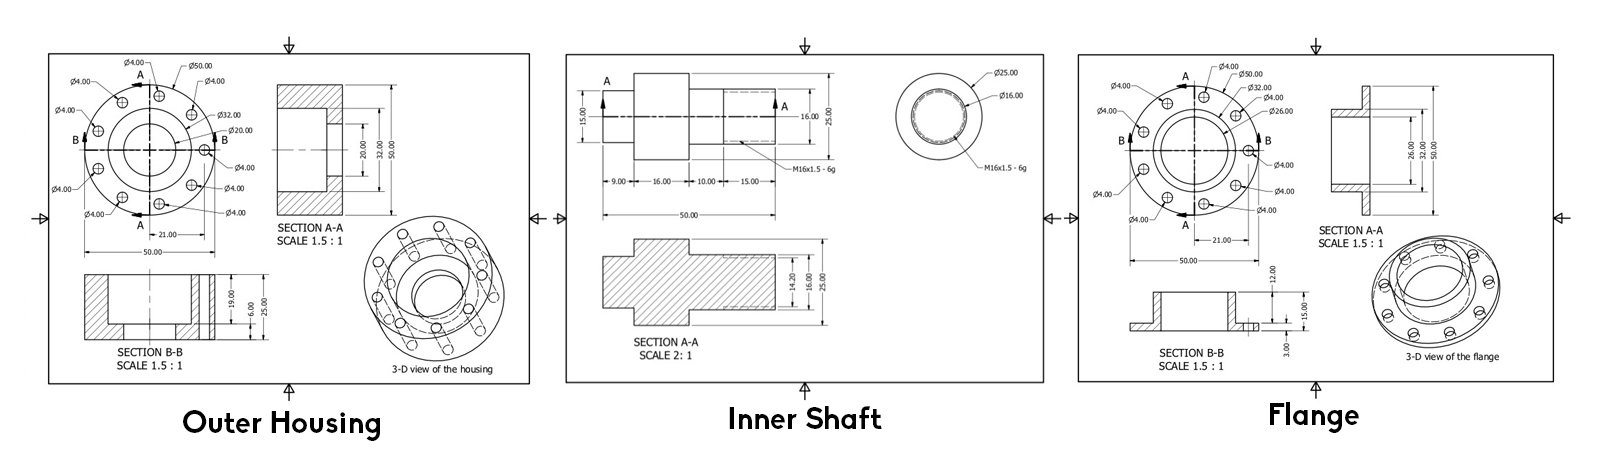 Ø4.00
Ø50.00
A
Ø4.00
Ø4.00
Ø4.00
Ø32.00
Ø20.00
B
B
Ø4.00
Ø4.00
Ø4.00
Ø4.00
Ø4.00
A
21.00
50.00
20.00
32.00
50.00
SECTION A-A
SCALE 1.5 : 1
19.00
6.00
25.00
SECTION B-B
SCALE 1.5 : 1
3-D view of the housing
Outer Housing
A
A
15.00
16.00
25.00
M16x1.5 - 6g
9.00
16.00
10.00
15.00
50.00
Ø25.00
Ø16.00
M16x1.5 - 6g
14.20
16.00
25.00
SECTION A-A
SCALE 2: 1
Inner Shaft
A
Ø4.00
Ø50.00
Ø4.00
Ø32.00
Ø4.00
Ø4.00
Ø26.00
B
B
Ø4.00
Ø4.00
Ø4.00
Ø4.00
Ø4.00
A
21.00
50.00
26.00
32.00
50.00
SECTION A-A
SCALE 1.5 : 1
12.00
15.00
3.00
SECTION B-B
SCALE 1.5 : 1
3-D view of the flange
Flange